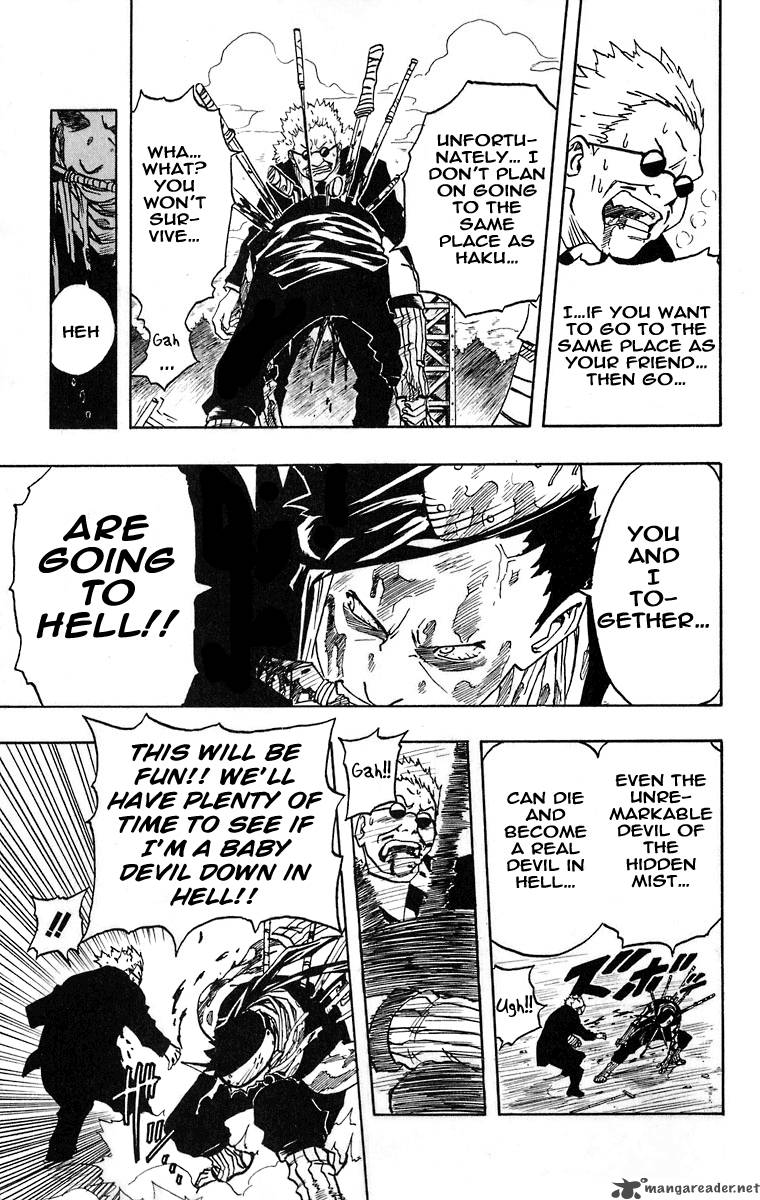 I...IF YOU WANT
TO GO TO THE
SAME PLACE AS
YOUR FRIEND...
THEN GO...
UNFORTU-
NATELY... I
DON'T PLAN
ON GOING
TO THE
SAME
PLACE AS
HAKU...
WHA...
WHAT?
YOU
WON'T
SUR-
VIVE...
Gah
...
HEH
YOU
AND I
TO-
GETHER...
ARE
GOING
TO
HELL!!
EVEN THE
UNRE-
MARKABLE
DEVIL OF
THE
HIDDEN
MIST...
CAN DIE
AND
BECOME
A REAL
DEVIL IN
HELL...
Ugh!!
ズボッ
Gah!!
THIS WILL BE
FUN!! WE'LL
HAVE PLENTY OF
TIME TO SEE IF
I'M A BABY
DEVIL DOWN IN
HELL!!
!!
mangareader.net